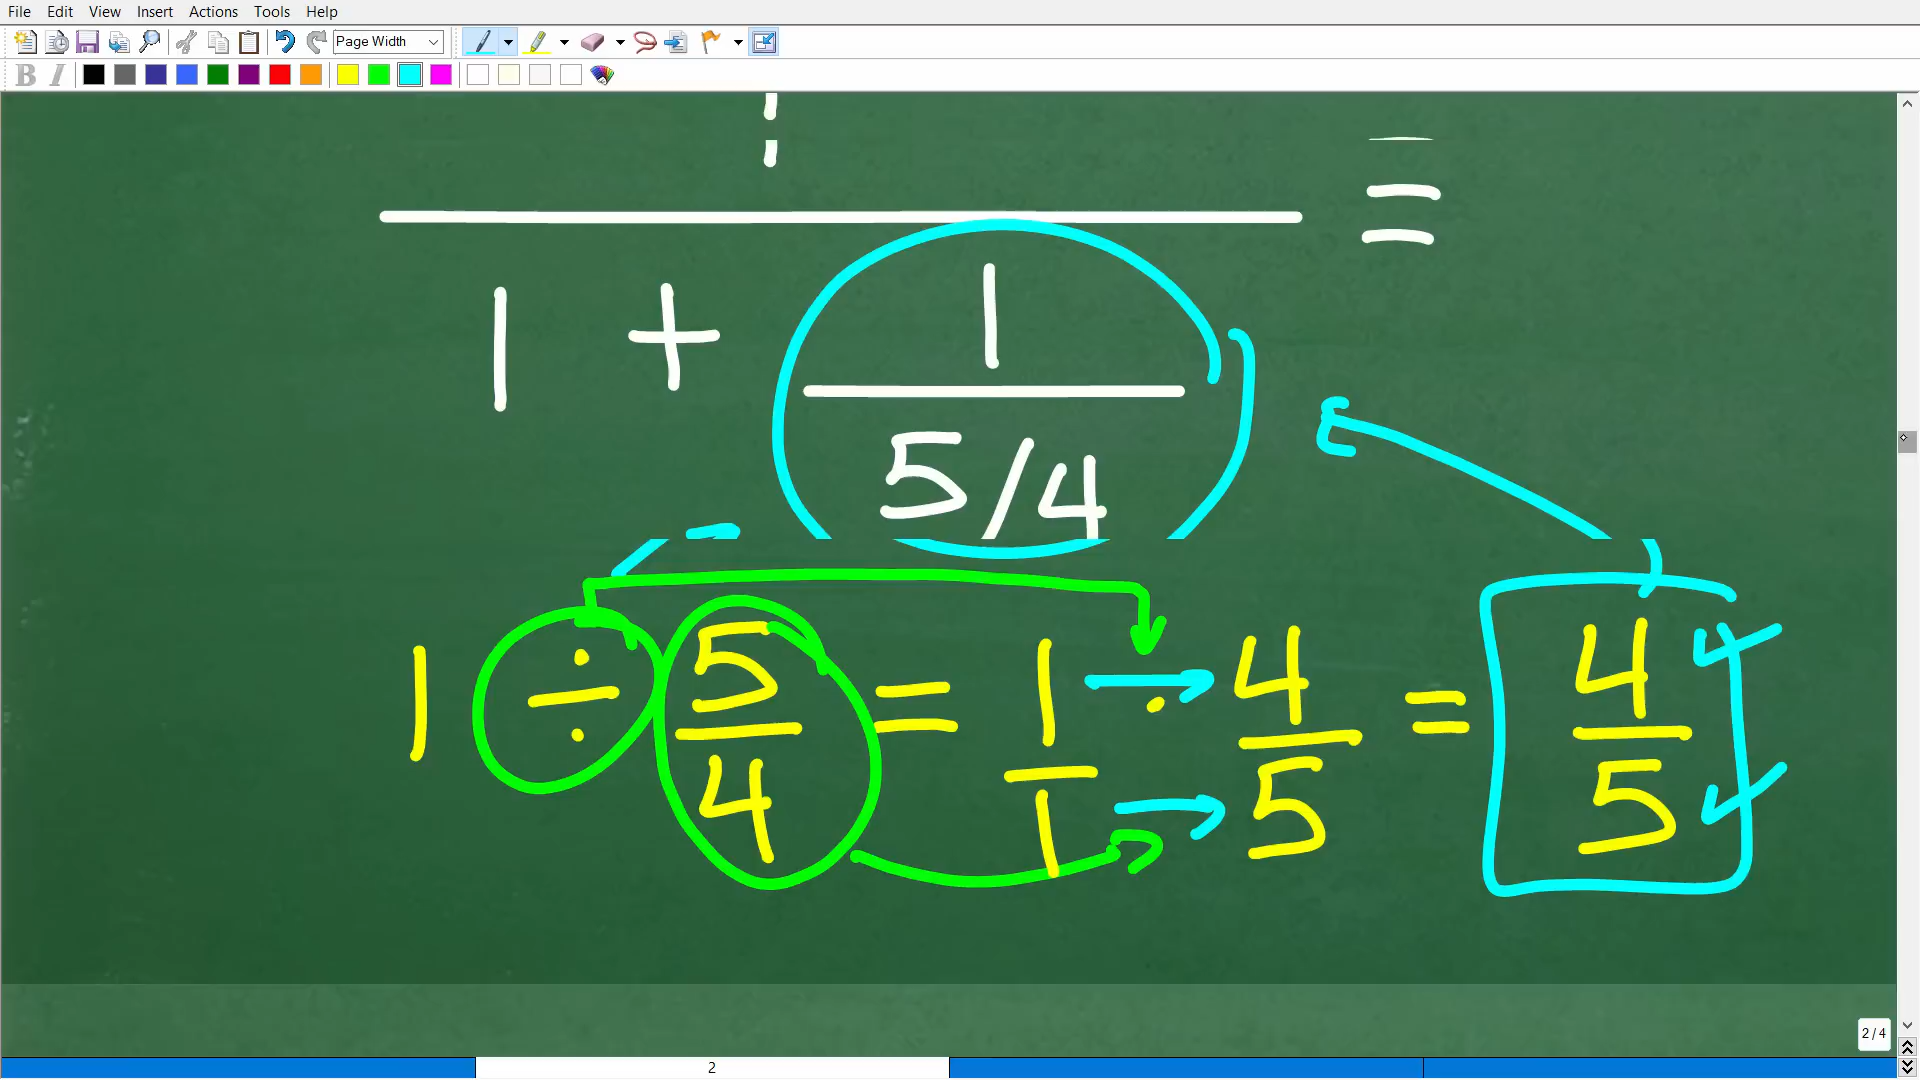 File Edit View Insert Actions Tools Help
Page Width
B I
=
1 + 1
5/4
1 ÷ 5/4 = 1/1 · 4/5 = 4/5
2 / 4
2